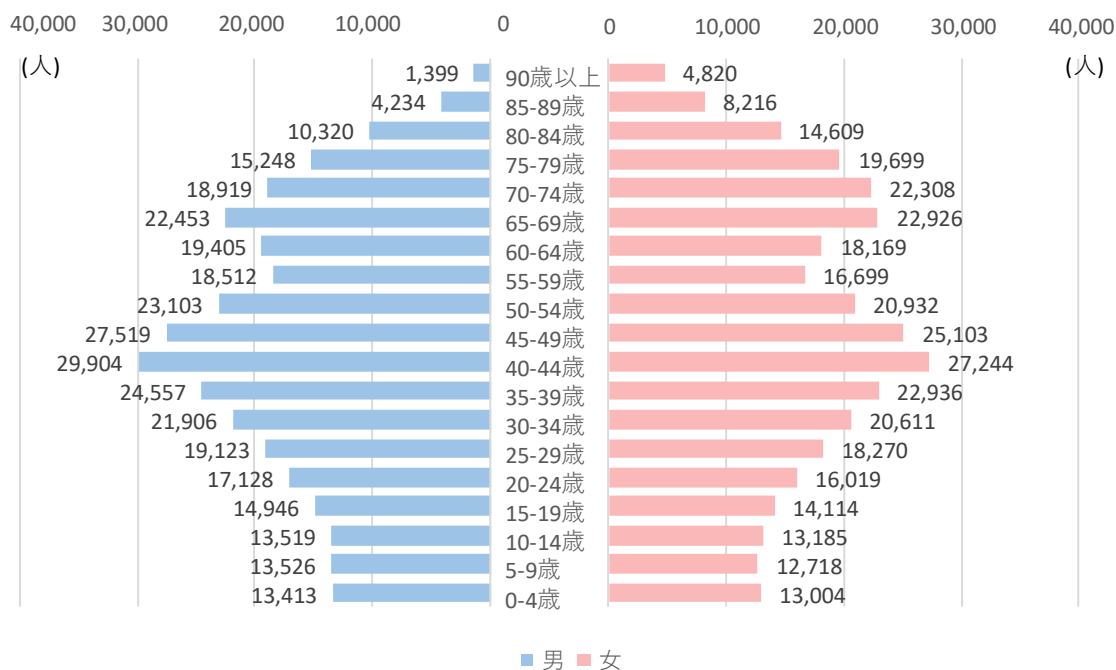 40,000 30,000 20,000 10,000 0 0 10,000 20,000 30,000 40,000
(人) (人)
1,399 90歳以上 4,820
4,234 85-89歳 8,216
10,320 80-84歳 14,609
15,248 75-79歳 19,699
18,919 70-74歳 22,308
22,453 65-69歳 22,926
19,405 60-64歳 18,169
18,512 55-59歳 16,699
23,103 50-54歳 20,932
27,519 45-49歳 25,103
29,904 40-44歳 27,244
24,557 35-39歳 22,936
21,906 30-34歳 20,611
19,123 25-29歳 18,270
17,128 20-24歳 16,019
14,946 15-19歳 14,114
13,519 10-14歳 13,185
13,526 5-9歳 12,718
13,413 0-4歳 13,004
男 女